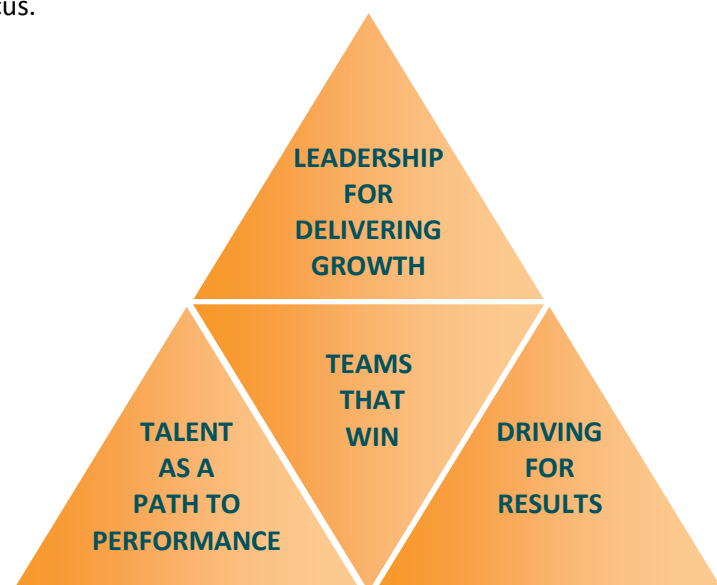 cus.
LEADERSHIP
FOR
DELIVERING
GROWTH
TEAMS
THAT
WIN
TALENT
AS A
PATH TO
PERFORMANCE
DRIVING
FOR
RESULTS